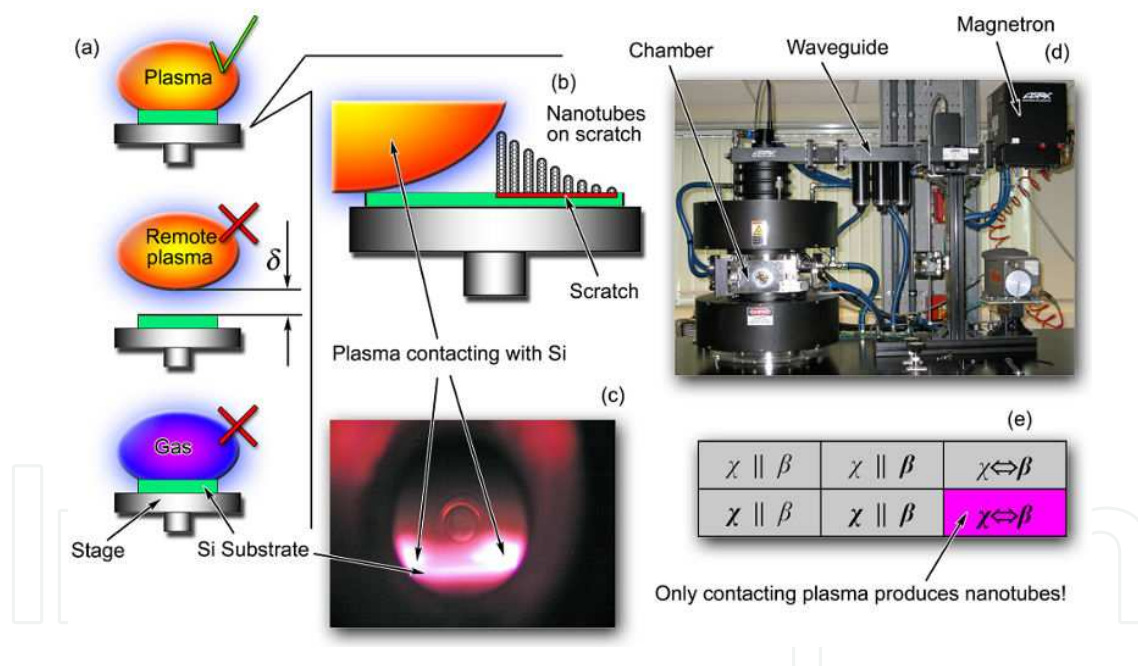 (a)
Plasma
Remote
plasma
δ
Gas
Stage
Si Substrate
(b)
Nanotubes
on scratch
Scratch
Plasma contacting with Si
(c)
Chamber
Waveguide
Magnetron
(d)
(e)
χ || β
χ || β
χ⇔β
χ || β
χ || β
χ⇔β
Only contacting plasma produces nanotubes!